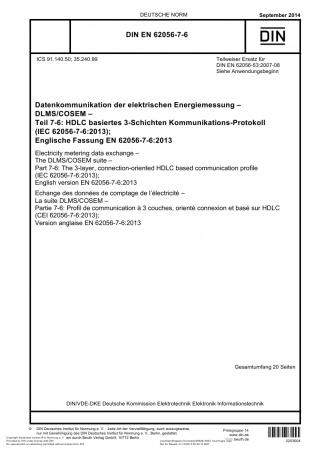 DEUTSCHE NORM
September 2014
DIN EN 62056-7-6
DIN
ICS 91.140.50; 35.240.99
Teilweiser Ersatz für
DIN EN 62056-53:2007-08
Siehe Anwendungsbeginn
Datenkommunikation der elektrischen Energiemessung –
DLMS/COSEM –
Teil 7-6: HDLC basiertes 3-Schichten Kommunikations-Protokoll
(IEC 62056-7-6:2013);
Englische Fassung EN 62056-7-6:2013
Electricity metering data exchange –
The DLMS/COSEM suite –
Part 7-6: The 3-layer, connection-oriented HDLC based communication profile
(IEC 62056-7-6:2013);
English version EN 62056-7-6:2013
Echange des données de comptage de l'électricité –
La suite DLMS/COSEM –
Partie 7-6: Profil de communication à 3 couches, orienté connexion et basé sur HDLC
(CEI 62056-7-6:2013);
Version anglaise EN 62056-7-6:2013
Gesamtumfang 20 Seiten
DIN/VDE-DKE Deutsche Kommission Elektrotechnik Elektronik Informationstechnik
© DIN Deutsches Institut für Normung e. V. · Jede Art der Vervielfältigung, auch auszugsweise,
nur mit Genehmigung des DIN Deutsches Institut für Normung e. V., Berlin, gestattet.
durch Beuth Verlag GmbH, 10772 Berlin
Preisgruppe 14
www.din.de
www.beuth.de